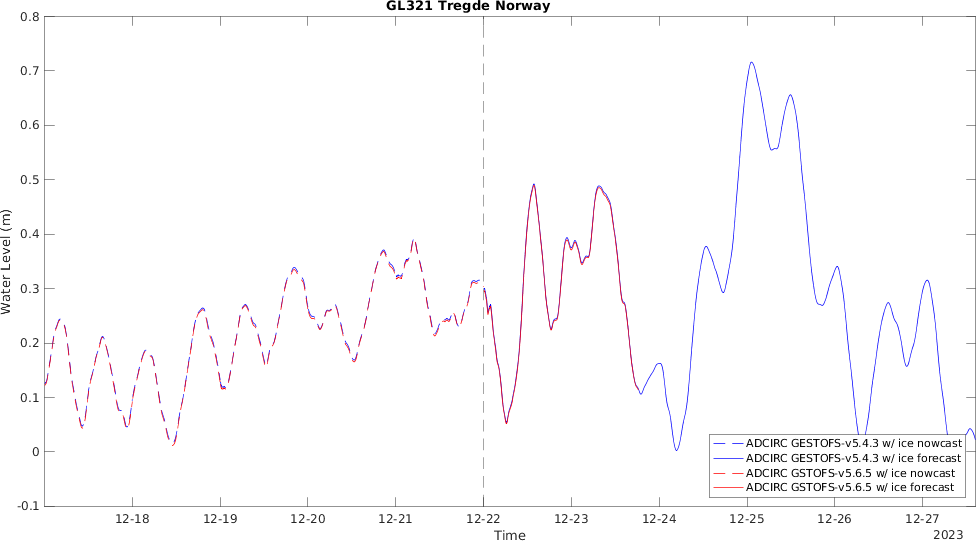 GL321 Tregde Norway
0.8
0.7
0.6
0.5
0.4
0.3
0.2
0.1
0
-0.1
Water Level (m)
12-18 12-19 12-20 12-21 12-22 12-23 12-24 12-25 12-26 12-27
Time
2023
ADCIRC GESTOFS-v5.4.3 w/ ice nowcast
ADCIRC GESTOFS-v5.4.3 w/ ice forecast
ADCIRC GSTOFS-v5.6.5 w/ ice nowcast
ADCIRC GSTOFS-v5.6.5 w/ ice forecast